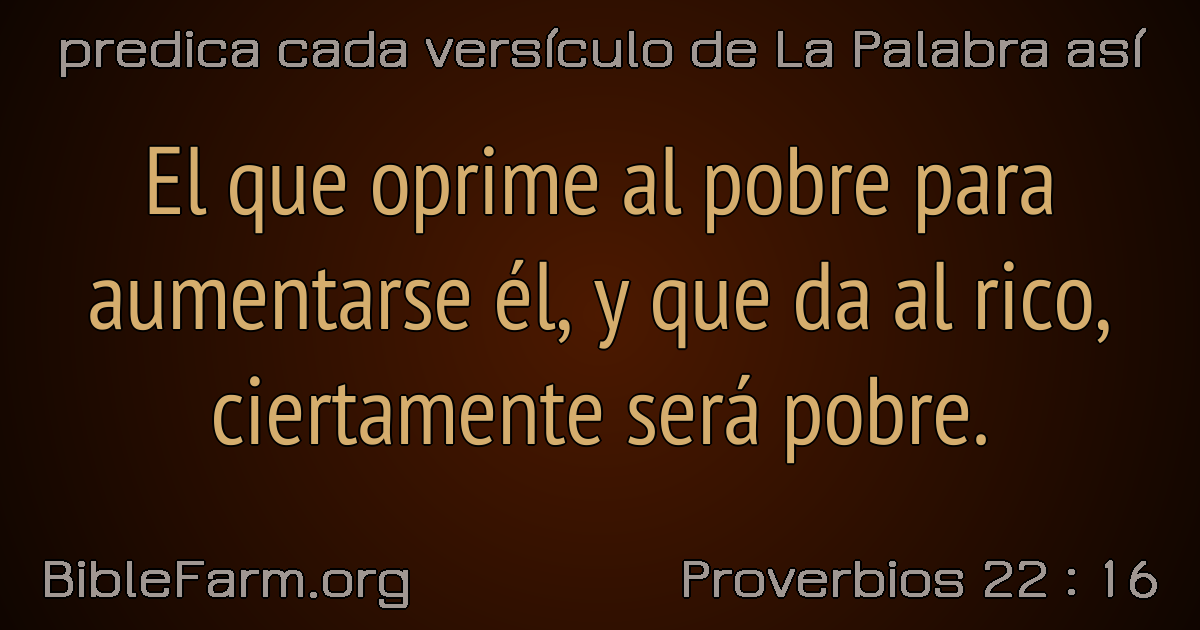 predica cada versículo de La Palabra así
El que oprime al pobre para
aumentarse él, y que da al rico,
ciertamente será pobre.
BibleFarm.org
Proverbios 22 : 16